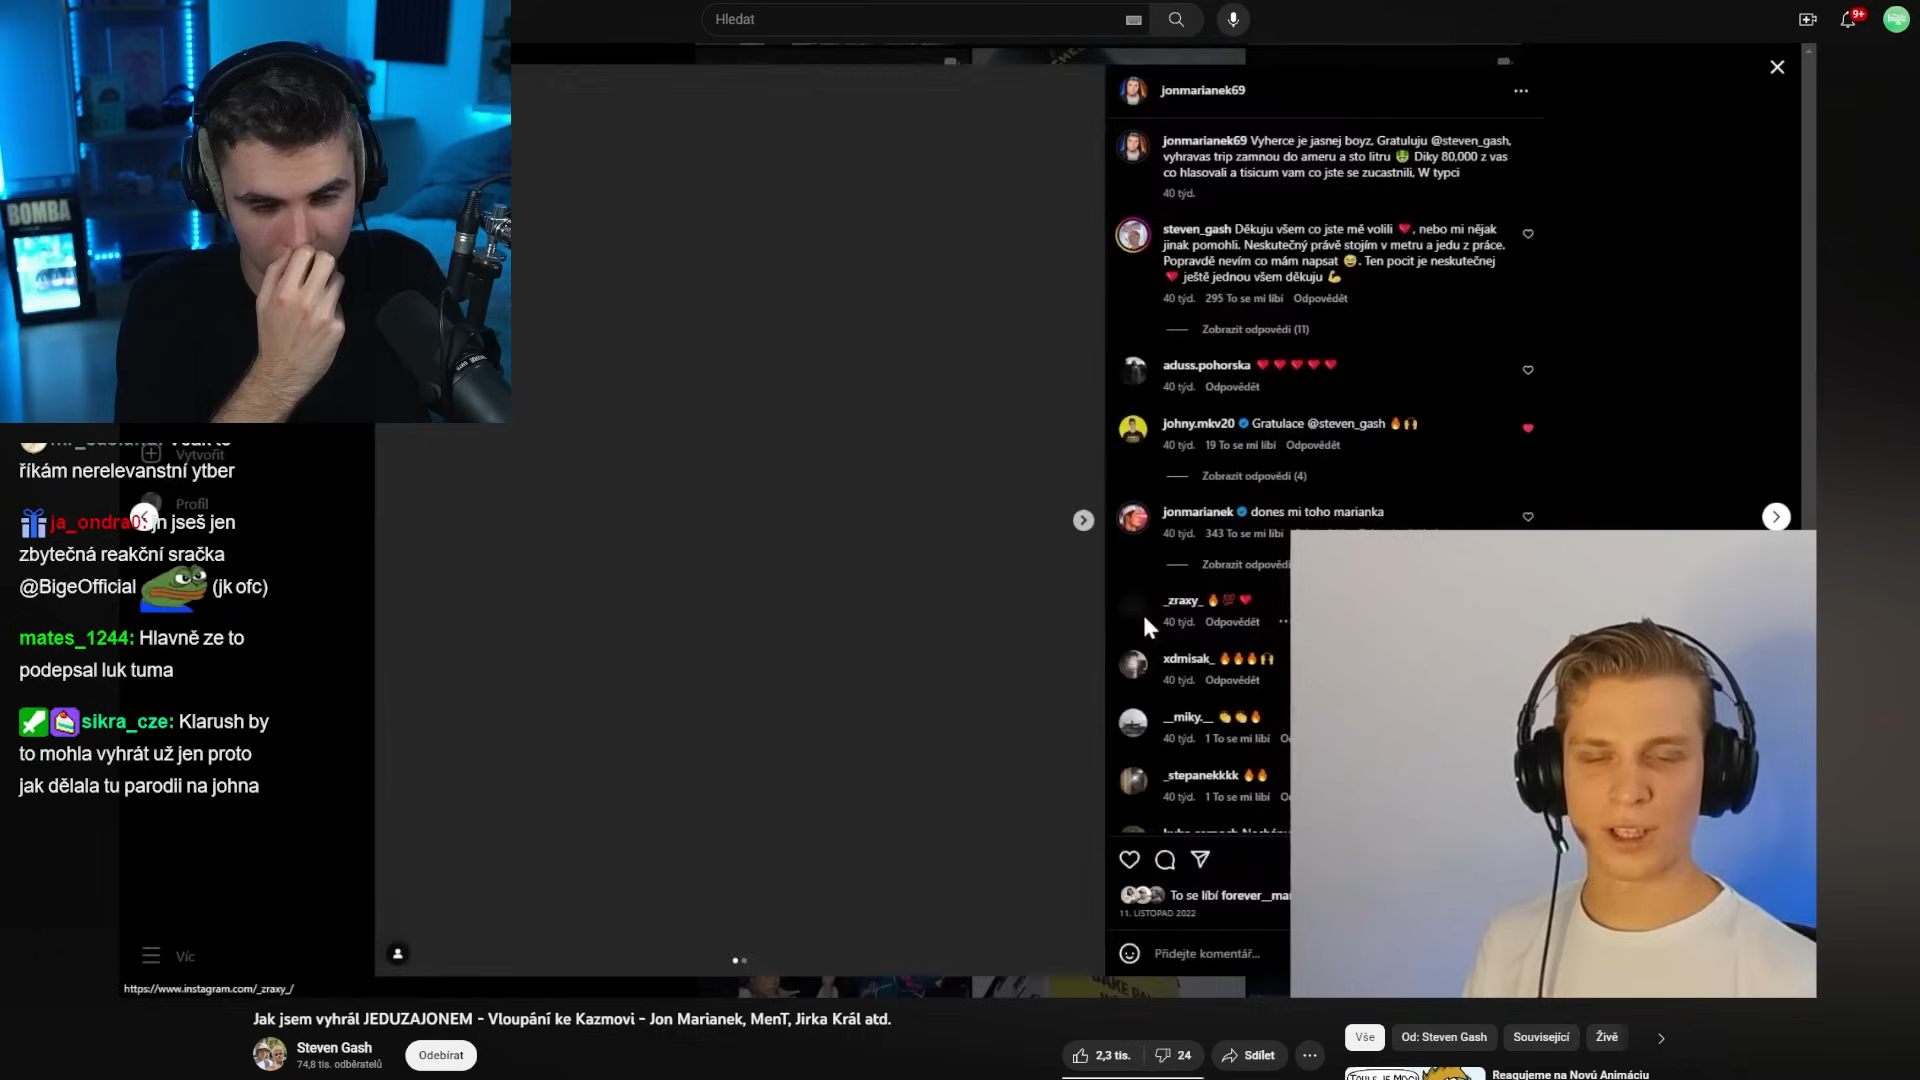 Hledat
9+
BOMBA
jonmarianek69
jonmarianek69 Vyherce je jasnej boyz, Gratuluju @steven_gash,
vyhravas trip zamnou do ameru a sto litru Diky 80,000 z vas
co hlasovali a tisicum vam co jste se zucastnili, W typci
40 týd.
steven_gash Děkuju všem co jste mě volili , nebo mi nějak
jinak pomohli. Neskutečný právě stojím v metru a jedu z práce.
Popravdě nevím co mám napsat 😅. Ten pocit je neskutečnej
❤️ ještě jednou všem děkuju 💪
40 týd. 295 To se mi líbí Odpovědět
Zobrazit odpovědi (11)
aduss.pohorska ❤️❤️❤️❤️❤️
40 týd. Odpovědět
johny.mkv20 Gratulace @steven_gash 🔥🙌
40 týd. 19 To se mi líbí Odpovědět
Zobrazit odpovědi (4)
jonmarianek dones mi toho marianka
40 týd. 343 To se mi líbí
Zobrazit odpovědi
_zraxy_ 🔥💯❤️
40 týd. Odpovědět
xdmisak_ 🔥🔥🔥🙌
40 týd. Odpovědět
__miky.__ 👏👏🔥
40 týd. 1 To se mi líbí
_stepanekkkk 🔥🔥
40 týd. 1 To se mi líbí
To se líbí forever__ma
11. LISTOPAD 2022
Přidejte komentář...
Vytvořit
Profil
Víc
říkám nerelevanstní ytber
ja_ondra0: jn jseš jen
zbytečná reakční sračka
@BigeOfficial (jk ofc)
mates_1244: Hlavně ze to
podepsal luk tuma
sikra_cze: Klarush by
to mohla vyhrát už jen proto
jak dělala tu parodii na johna
https://www.instagram.com/_zraxy_/
Jak jsem vyhrál JEDUZAJONEM - Vloupání ke Kazmovi - Jon Marianek, MenT, Jirka Král atd.
Steven Gash
74,8 tis. odběratelů
Odebírat
2,3 tis.
24
Sdílet
Vše
Od: Steven Gash
Související
Živě
Reagujeme na Novú Animáciu